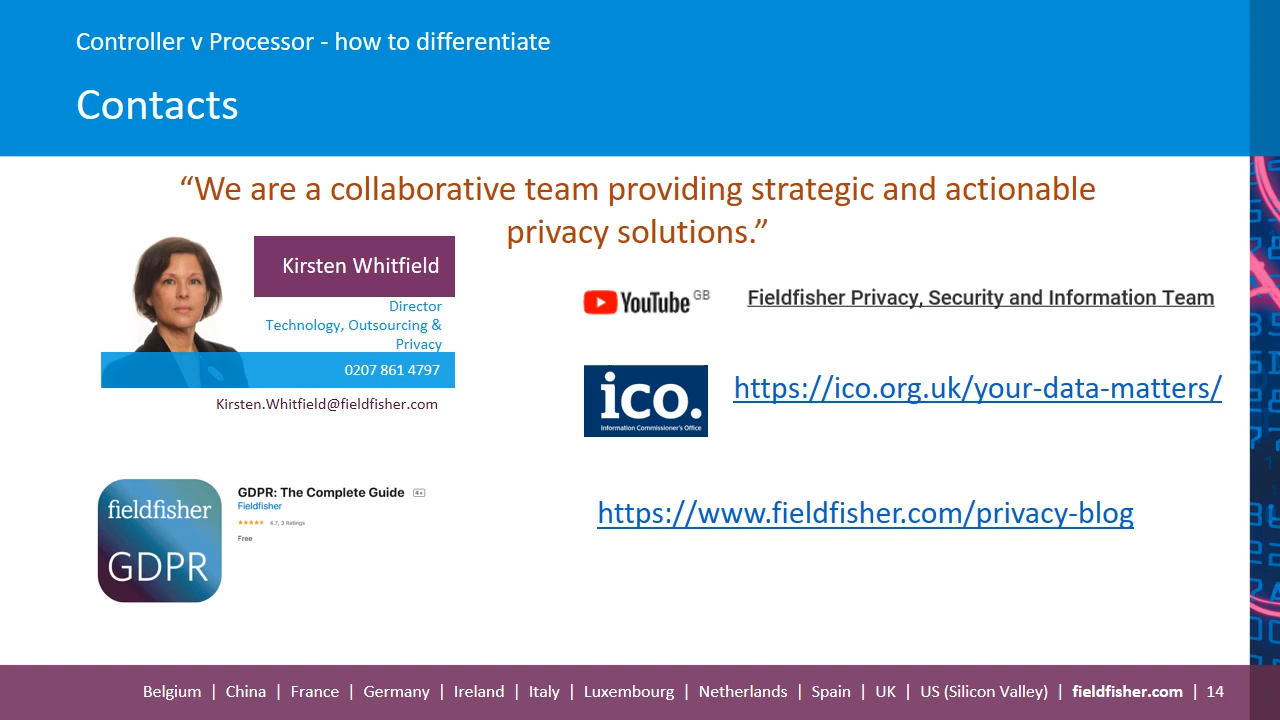 Controller v Processor - how to differentiate
Contacts
“We are a collaborative team providing strategic and actionable
privacy solutions.”
Kirsten Whitfield
Director
Technology, Outsourcing &
Privacy
0207 861 4797
Kirsten.Whitfield@fieldfisher.com
YouTube GB
Fieldfisher Privacy, Security and Information Team
ico.
Information Commissioner's Office
https://ico.org.uk/your-data-matters/
fieldfisher
GDPR
GDPR: The Complete Guide 4+
Fieldfisher
4.7, 3 Ratings
Free
https://www.fieldfisher.com/privacy-blog
Belgium | China | France | Germany | Ireland | Italy | Luxembourg | Netherlands | Spain | UK | US (Silicon Valley) | fieldfisher.com | 14